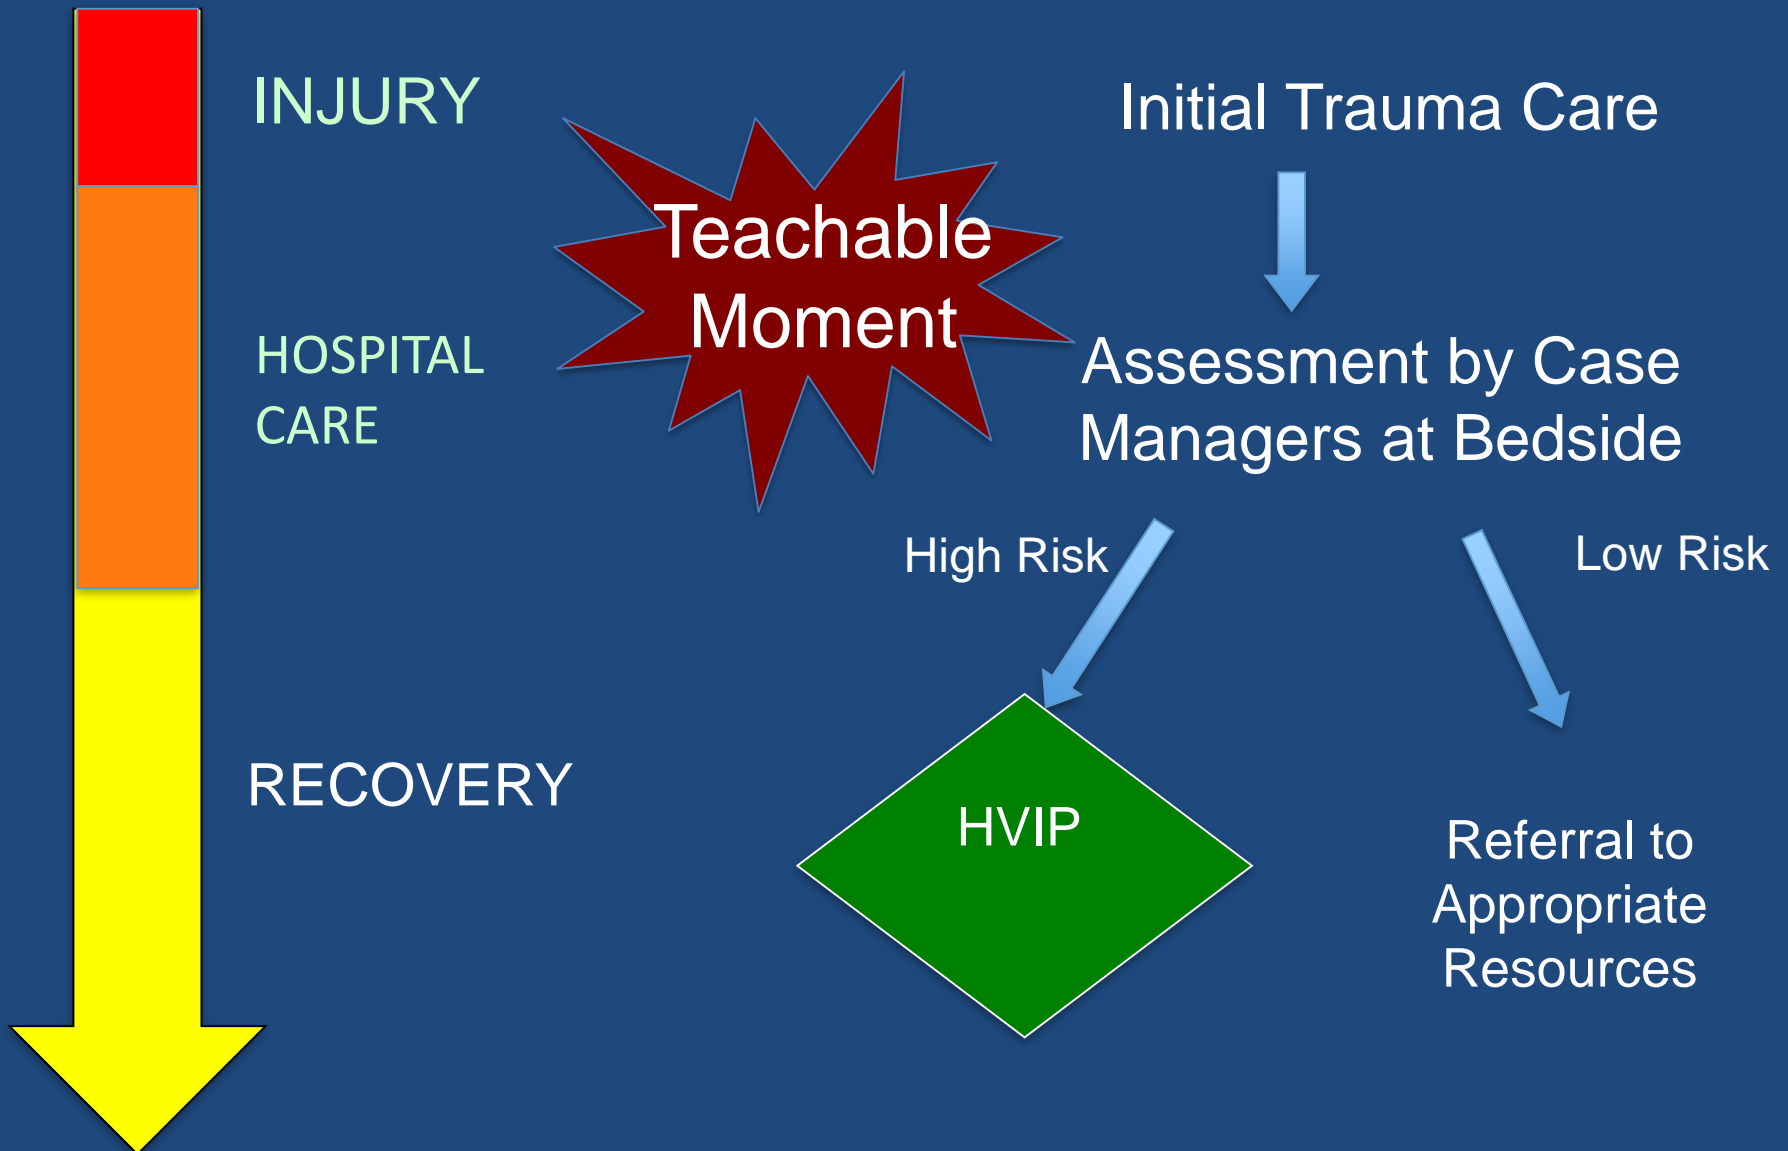 INJURY
HOSPITAL
CARE
RECOVERY
Teachable
Moment
Initial Trauma Care
Assessment by Case
Managers at Bedside
High Risk
Low Risk
HVIP
Referral to
Appropriate
Resources